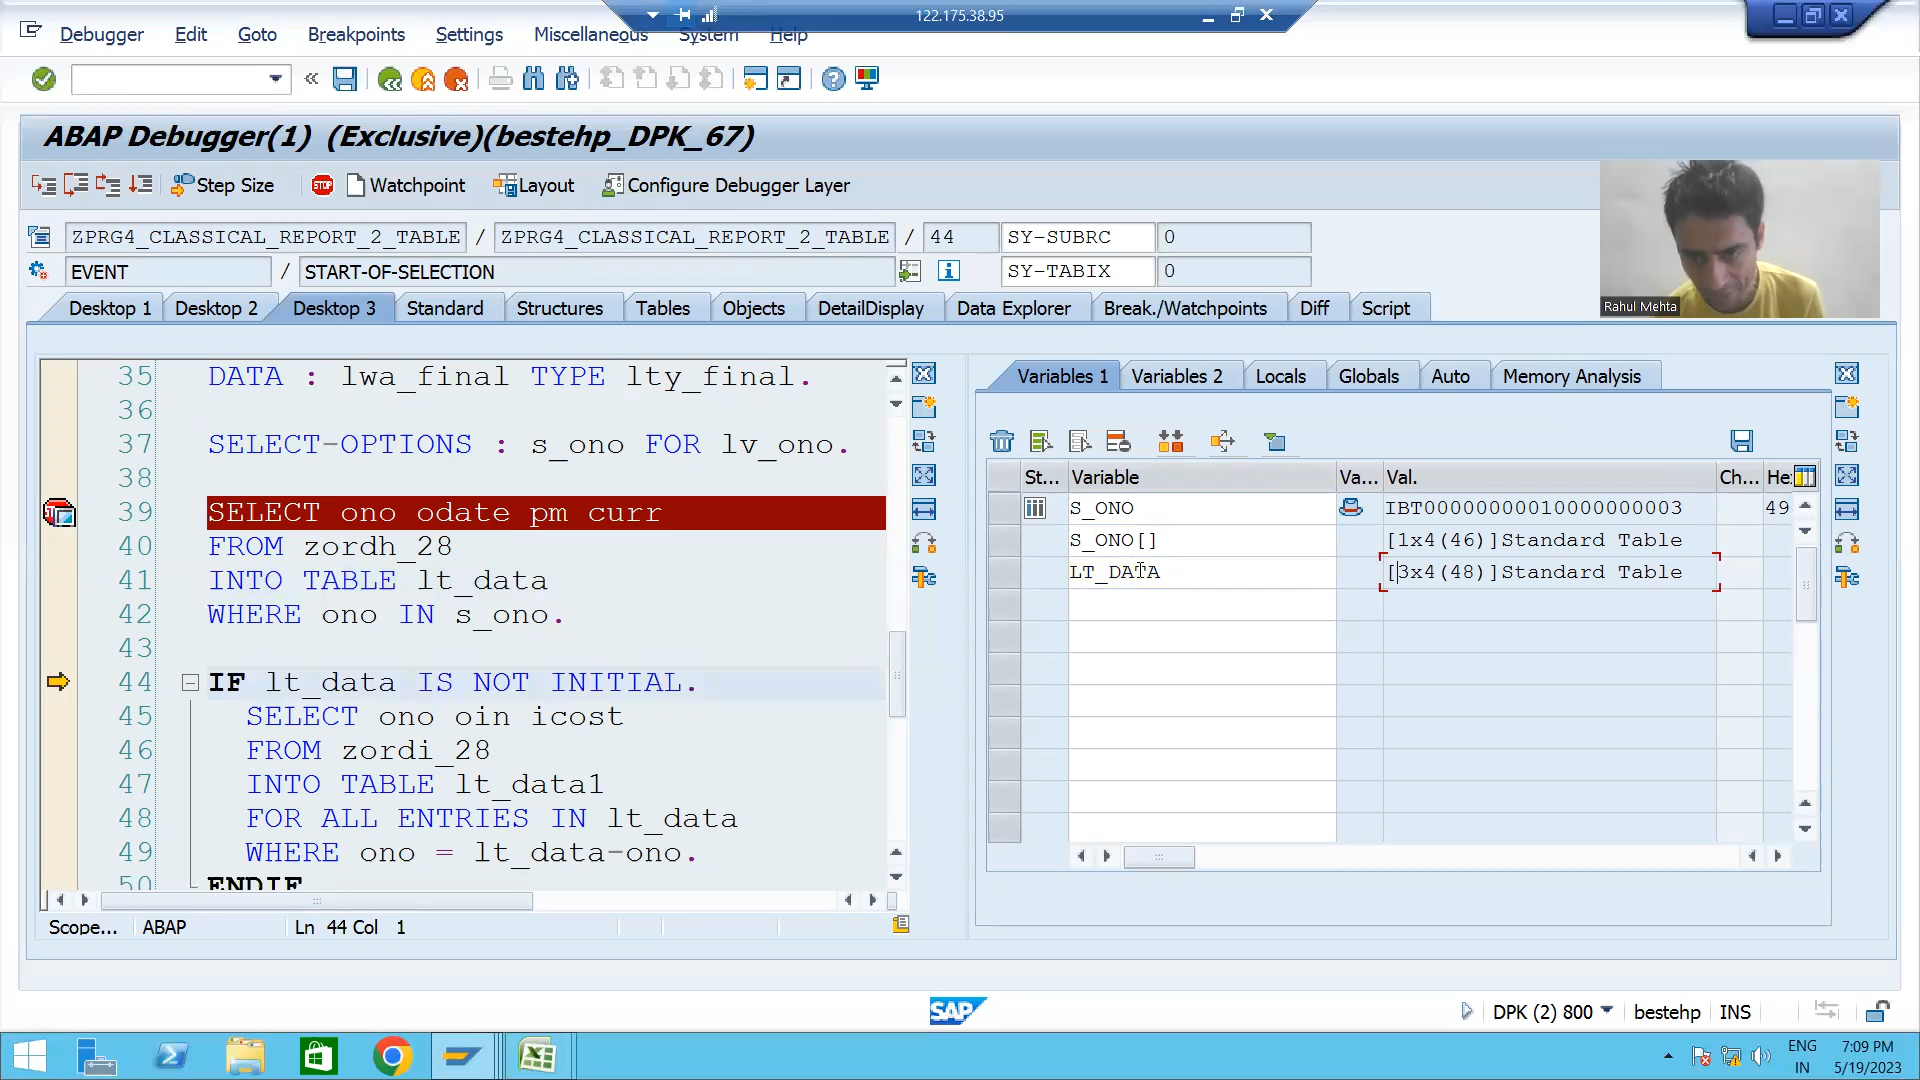 122.175.38.95
Debugger Edit Goto Breakpoints Settings Miscellaneous System Help
ABAP Debugger(1) (Exclusive)(bestehp_DPK_67)
Step Size STOP Watchpoint Layout Configure Debugger Layer
ZPRG4_CLASSICAL_REPORT_2_TABLE / ZPRG4_CLASSICAL_REPORT_2_TABLE / 44 SY-SUBRC 0
EVENT / START-OF-SELECTION SY-TABIX 0
Rahul Mehta
Desktop 1 Desktop 2 Desktop 3 Standard Structures Tables Objects DetailDisplay Data Explorer Break./Watchpoints Diff Script
35 DATA : lwa_final TYPE lty_final.
36
37 SELECT-OPTIONS : s_ono FOR lv_ono.
38
39 SELECT ono odate pm curr
40 FROM zordh_28
41 INTO TABLE lt_data
42 WHERE ono IN s_ono.
43
44 IF lt_data IS NOT INITIAL.
45 SELECT ono oin icost
46 FROM zordi_28
47 INTO TABLE lt_data1
48 FOR ALL ENTRIES IN lt_data
49 WHERE ono = lt_data-ono.
50 ENDIF
Scope... ABAP Ln 44 Col 1
Variables 1 Variables 2 Locals Globals Auto Memory Analysis
St... Variable Va... Val. Ch... He
S_ONO IBT00000000010000000003 49
S_ONO[] [1x4(46)]Standard Table
LT_DATA [3x4(48)]Standard Table
SAP
DPK (2) 800 bestehp INS
ENG 7:09 PM
IN 5/19/2023